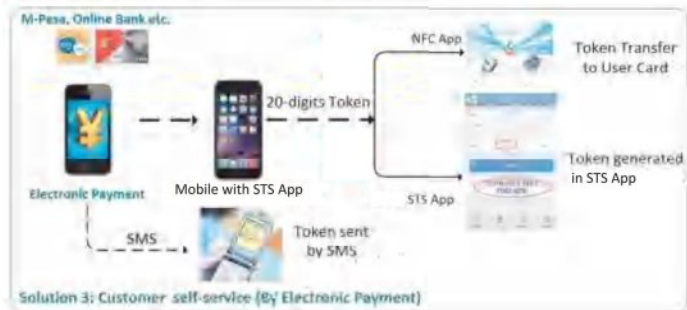 M-Pesa, Online Bank etc.
NFC App
Token Transfer
to User Card
20-digits Token
¥
Electronic Payment
Mobile with STS App
Token generated
in STS App
STS App
SMS
Token sent
by SMS
Solution 3: Customer self-service (By Electronic Payment)